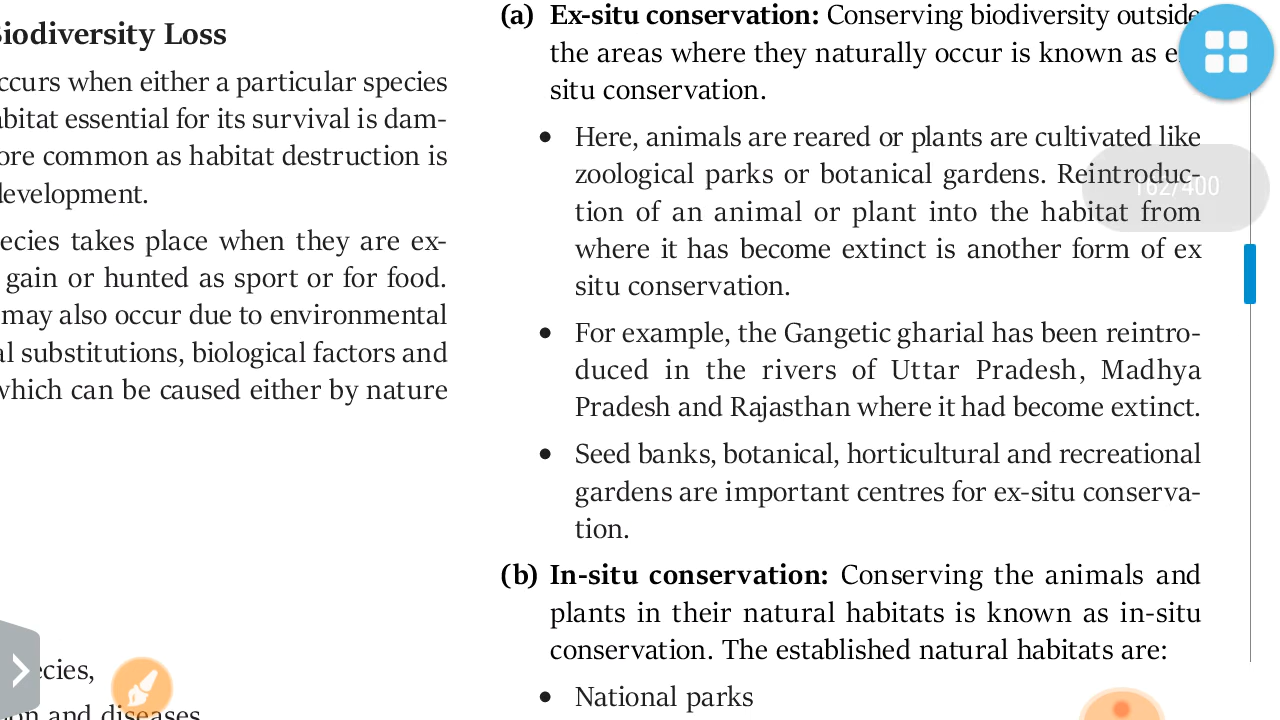 Biodiversity Loss
ccurs when either a particular species
abitat essential for its survival is dam-
ore common as habitat destruction is
development.
ecies takes place when they are ex-
gain or hunted as sport or for food.
may also occur due to environmental
al substitutions, biological factors and
which can be caused either by nature
ecies,
on and diseases
(a) Ex-situ conservation: Conserving biodiversity outside
the areas where they naturally occur is known as e
situ conservation.
• Here, animals are reared or plants are cultivated like
zoological parks or botanical gardens. Reintroduc-
tion of an animal or plant into the habitat from
where it has become extinct is another form of ex
situ conservation.
• For example, the Gangetic gharial has been reintro-
duced in the rivers of Uttar Pradesh, Madhya
Pradesh and Rajasthan where it had become extinct.
• Seed banks, botanical, horticultural and recreational
gardens are important centres for ex-situ conserva-
tion.
(b) In-situ conservation: Conserving the animals and
plants in their natural habitats is known as in-situ
conservation. The established natural habitats are:
• National parks
162/400